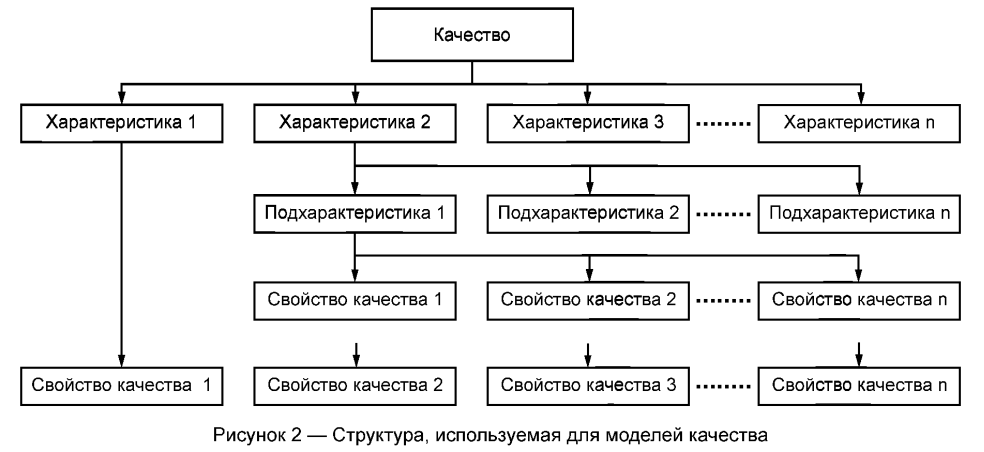 Качество
Характеристика 1 Характеристика 2 Характеристика 3 Характеристика n
Подхарактеристика 1 Подхарактеристика 2 Подхарактеристика n
Свойство качества 1 Свойство качества 2 Свойство качества n
Свойство качества 1 Свойство качества 2 Свойство качества 3 Свойство качества n
Рисунок 2 — Структура, используемая для моделей качества